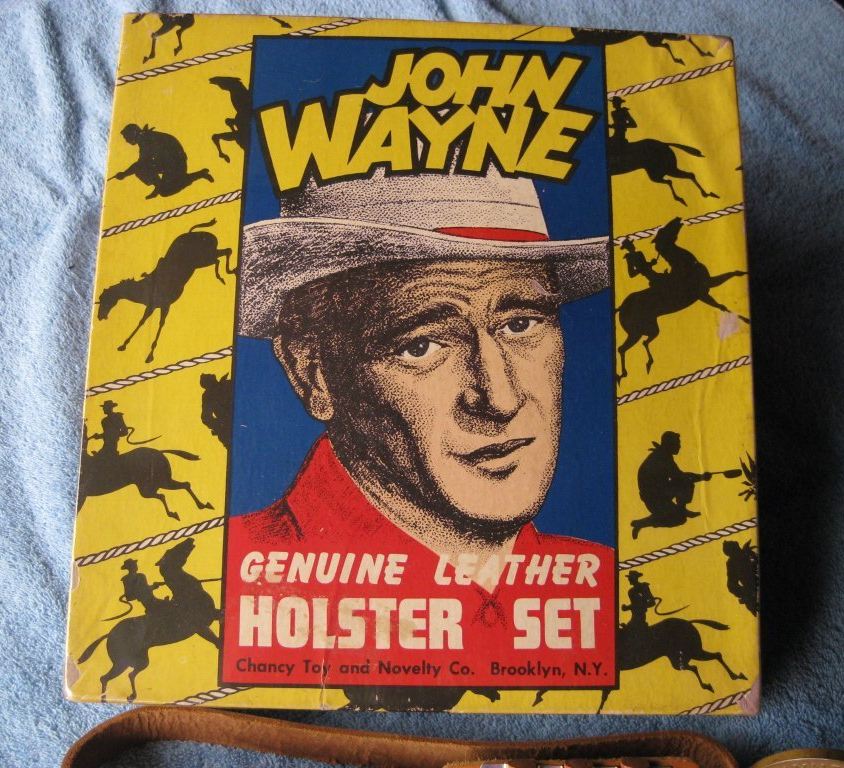 JOHN
WAYNE
GENUINE LEATHER
HOLSTER SET
Chancy Toy and Novelty Co. Brooklyn, N.Y.